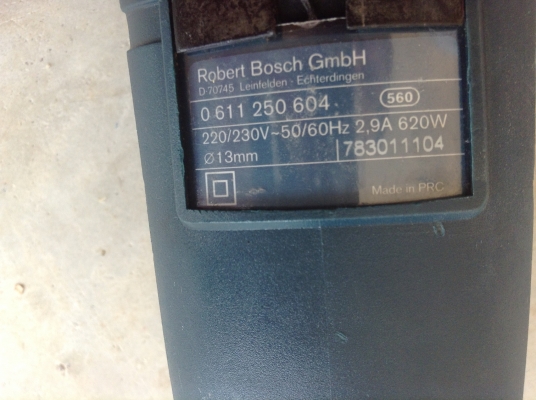 Robert Bosch GmbH
D-70745 Leinfelden - Echterdingen
0 611 250 604 560
220/230V~50/60Hz 2,9A 620W
Ø13mm 783011104
Made in PRC